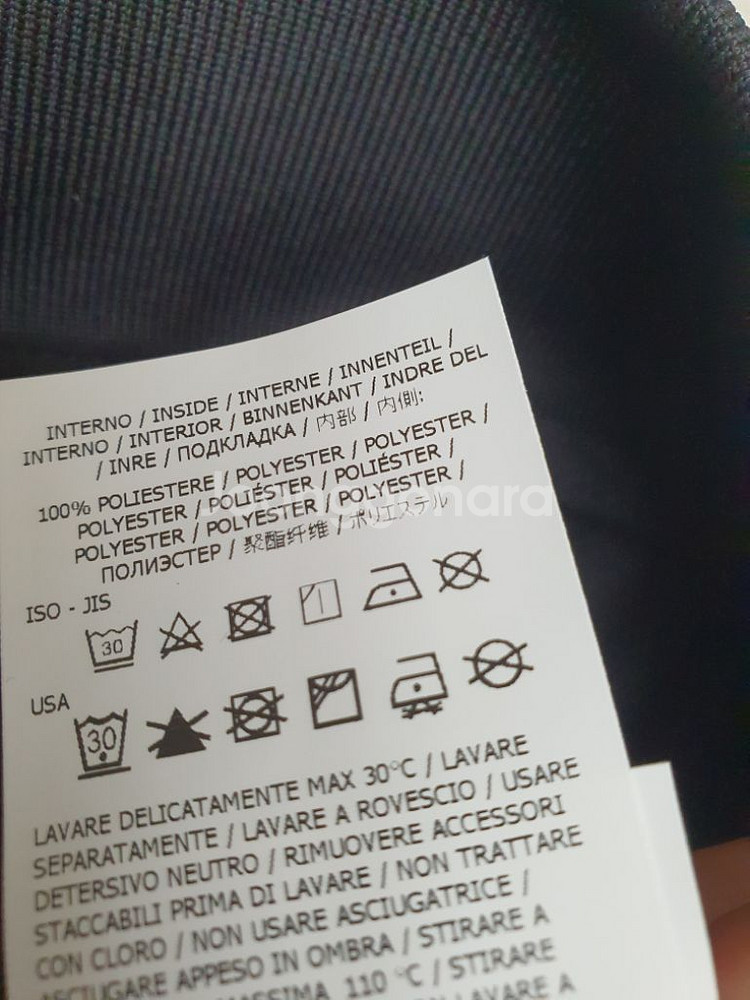 INTERNO / INSIDE / INTERNE / INNENTEIL /
INTERNO / INTERIOR / BINNENKANT / INDRE DEL
/ INRE / ПОДКЛАДКА / 内部 / 内側:
100% POLIESTERE / POLYESTER / POLYESTER /
POLYESTER / POLIÉSTER / POLIÉSTER /
POLYESTER / POLYESTER / POLYESTER /
ПОЛИЭСТЕР / 聚酯纤维 / ポリエステル
Joonggonara
ISO - JIS
30
USA
30
LAVARE DELICATAMENTE MAX 30°C / LAVARE
SEPARATAMENTE / LAVARE A ROVESCIO / USARE
DETERSIVO NEUTRO / RIMUOVERE ACCESSORI
STACCABILI PRIMA DI LAVARE / NON TRATTARE
CON CLORO / NON USARE ASCIUGATRICE /
ASCIUGARE APPESO IN OMBRA / STIRARE A
MASSIMA 110 °C / STIRARE
LAVARE A